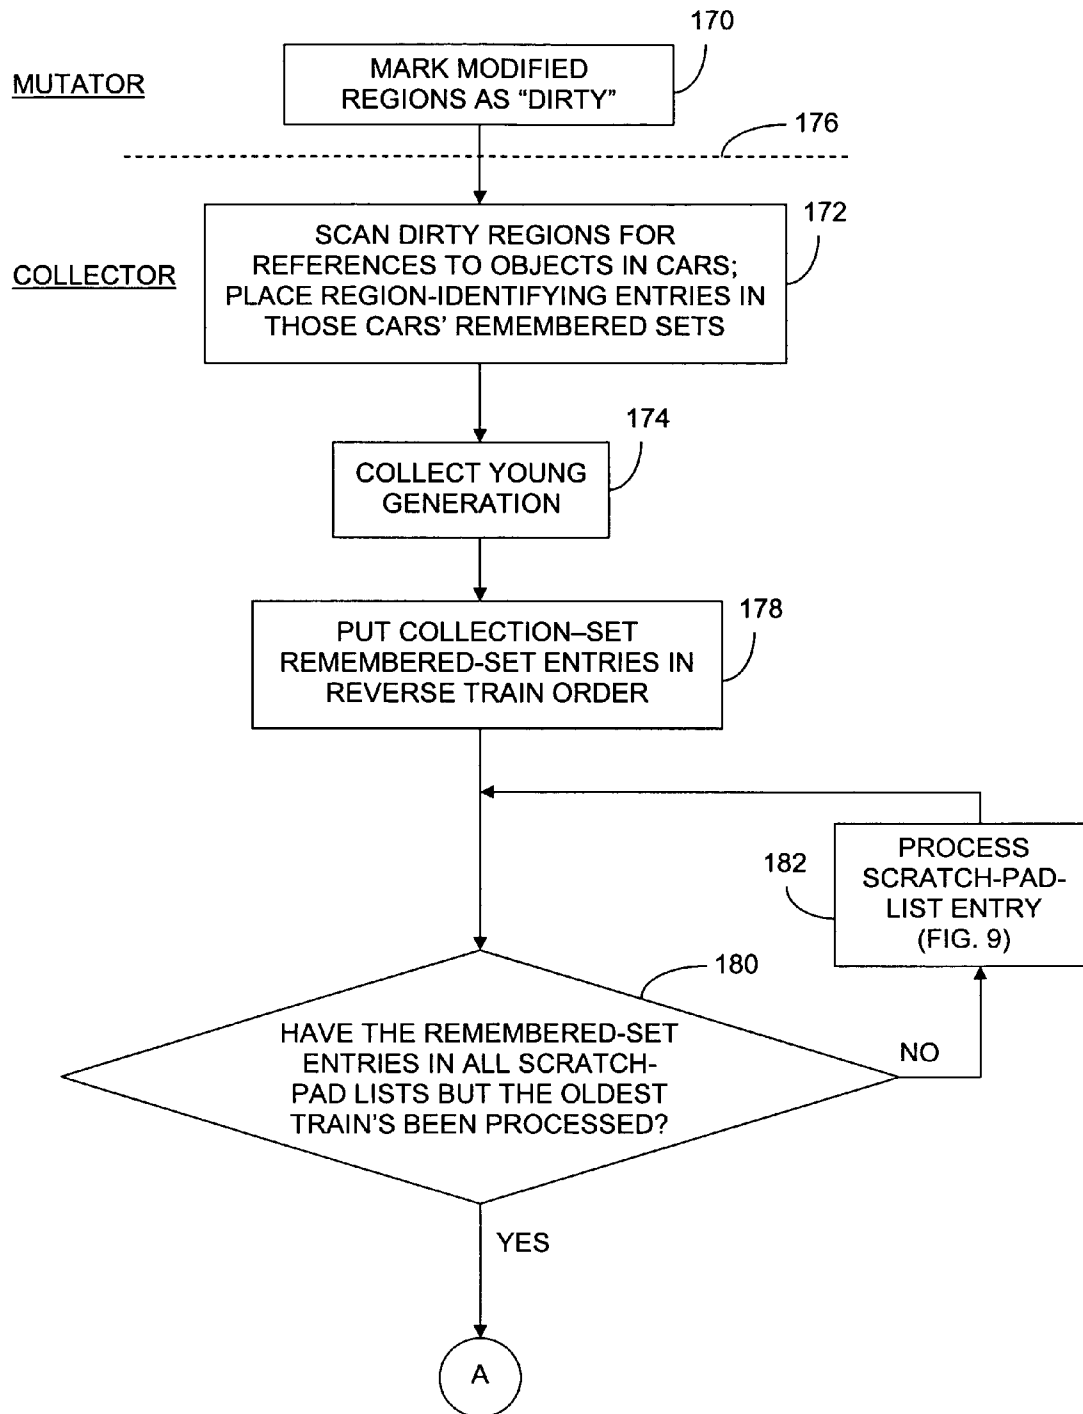 170
MUTATOR
MARK MODIFIED
REGIONS AS “DIRTY”
176
172
COLLECTOR
SCAN DIRTY REGIONS FOR
REFERENCES TO OBJECTS IN CARS;
PLACE REGION-IDENTIFYING ENTRIES IN
THOSE CARS’ REMEMBERED SETS
174
COLLECT YOUNG
GENERATION
178
PUT COLLECTION–SET
REMEMBERED-SET ENTRIES IN
REVERSE TRAIN ORDER
182
PROCESS
SCRATCH-PAD-
LIST ENTRY
(FIG. 9)
180
HAVE THE REMEMBERED-SET
ENTRIES IN ALL SCRATCH-
PAD LISTS BUT THE OLDEST
TRAIN’S BEEN PROCESSED?
NO
YES
A